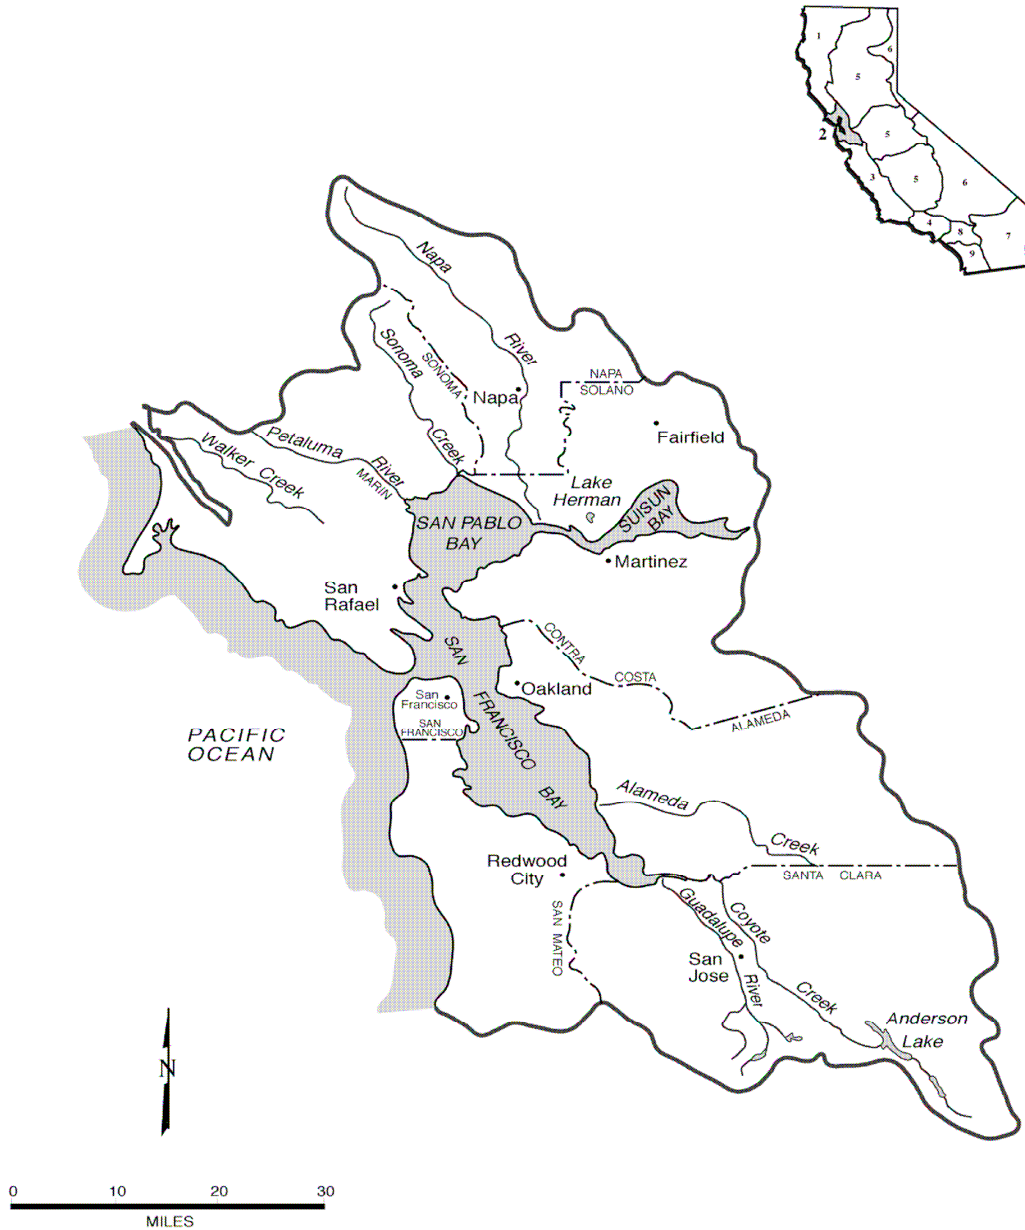 1
6
5
2
5
3
5
6
4
8
7
9
Napa
River
Sonoma
Creek
SONOMA
NAPA
SOLANO
Napa
Fairfield
Petaluma
River
MARIN
Walker Creek
Lake
Herman
SUISUN
BAY
SAN PABLO
BAY
Martinez
San
Rafael
CONTRA
COSTA
ALAMEDA
SAN
FRANCISCO
BAY
Oakland
San
Francisco
SAN
FRANCISCO
PACIFIC
OCEAN
Alameda
Creek
Redwood
City
SANTA CLARA
SAN MATEO
Guadalupe
River
Coyote
Creek
San
Jose
Anderson
Lake
N
0 10 20 30
MILES